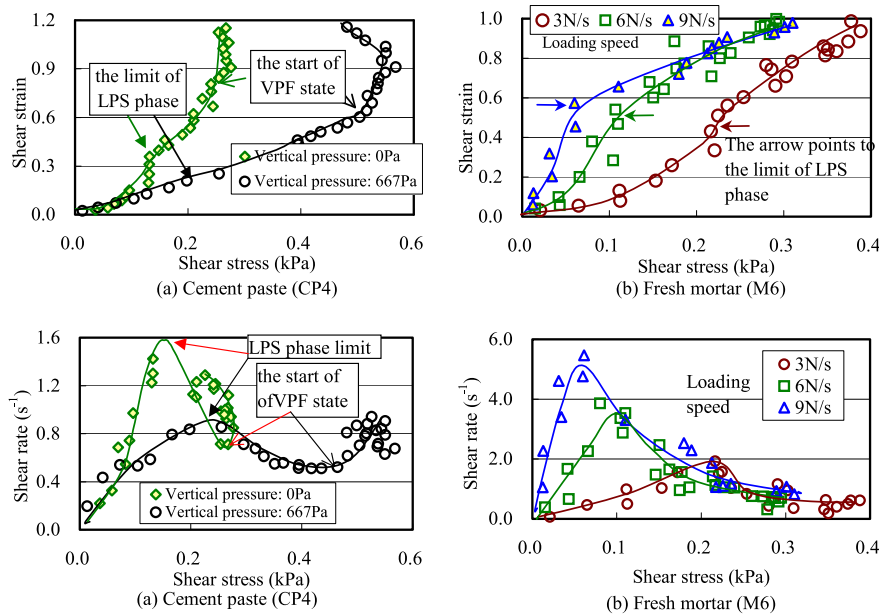 1.2
0.9
0.6
0.3
0.0
Shear strain
the limit of
LPS phase
the start of
VPF state
Vertical pressure: 0Pa
Vertical pressure: 667Pa
0.0 0.2 0.4 0.6
Shear stress (kPa)
(a) Cement paste (CP4)
1.0
0.8
0.6
0.4
0.2
0.0
Shear strain
3N/s 6N/s 9N/s
Loading speed
The arrow points to
the limit of LPS
phase
0.0 0.1 0.2 0.3 0.4
Shear stress (kPa)
(b) Fresh mortar (M6)
1.6
1.2
0.8
0.4
0.0
Shear rate (s-1)
LPS phase limit
the start of
ofVPF state
Vertical pressure: 0Pa
Vertical pressure: 667Pa
0.0 0.2 0.4 0.6
Shear stress (kPa)
(a) Cement paste (CP4)
6.0
4.0
2.0
0.0
Shear rate (s-1)
Loading
speed
3N/s
6N/s
9N/s
0.0 0.1 0.2 0.3 0.4
Shear stress (kPa)
(b) Fresh mortar (M6)